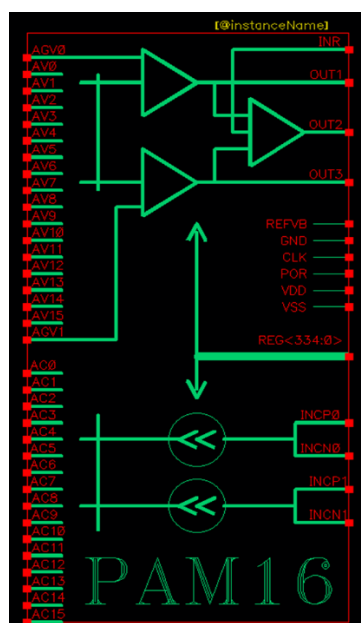 [@instanceName]
AGV0
AV0
AV1
AV2
AV3
AV4
AV5
AV6
AV7
AV8
AV9
AV10
AV11
AV12
AV13
AV14
AV15
AGV1
AC0
AC1
AC2
AC3
AC4
AC5
AC6
AC7
AC8
AC9
AC10
AC11
AC12
AC13
AC14
AC15
INR
OUT1
OUT2
OUT3
REFVB
GND
CLK
POR
VDD
VSS
REG<334:0>
INCP0
INCN0
INCP1
INCN1
PAM16